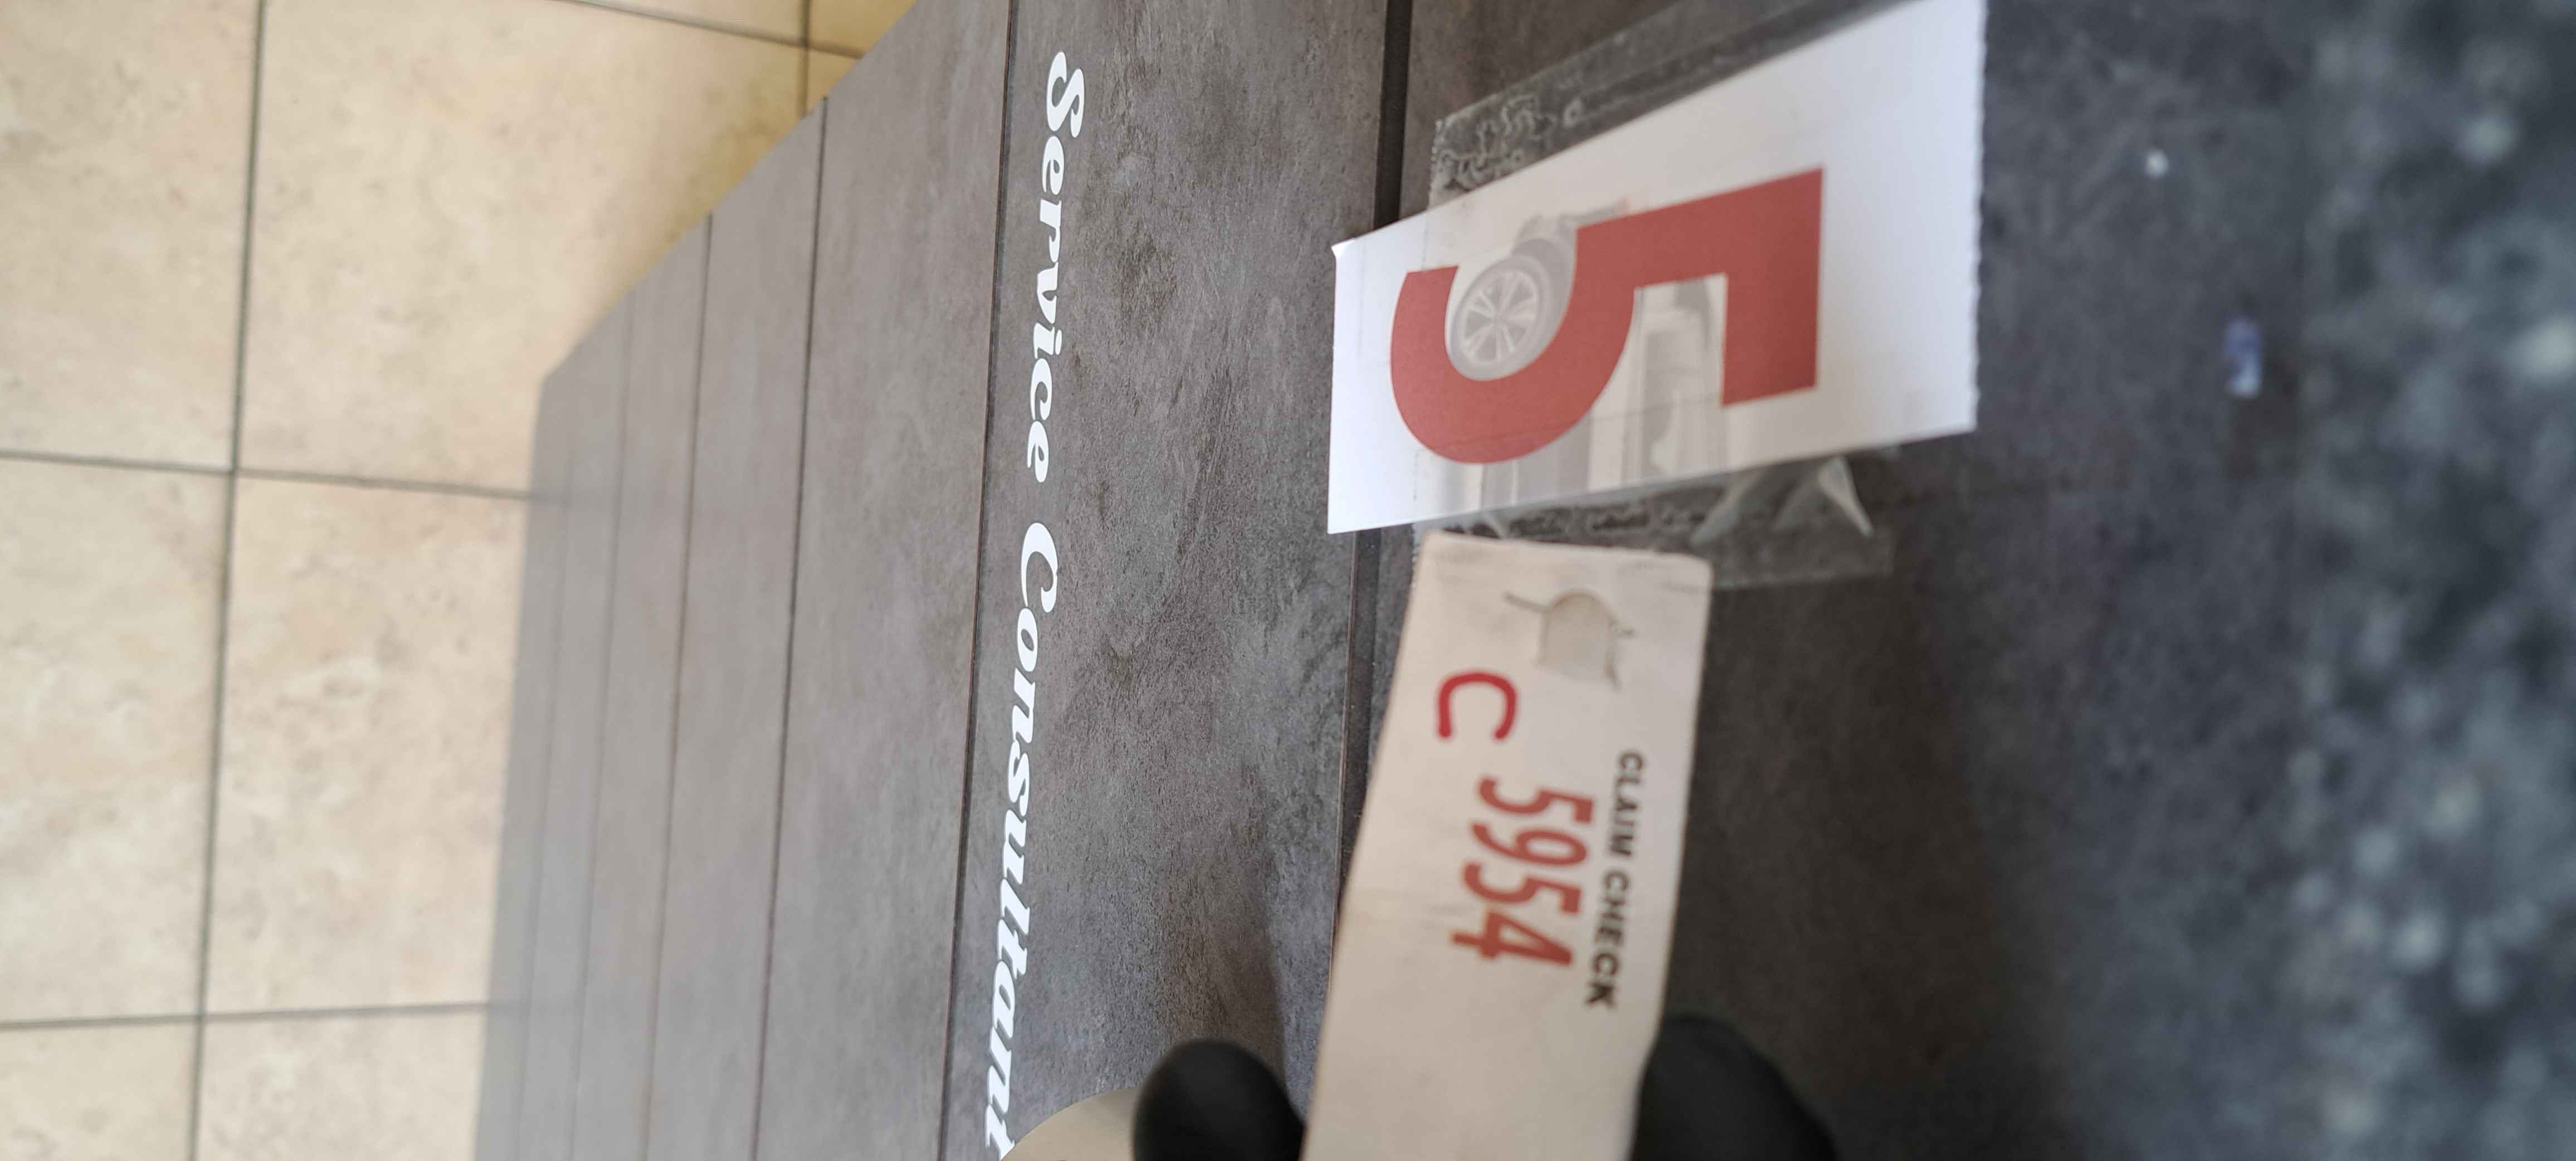 Service Consultant
5
CLAIM CHECK
C 5954